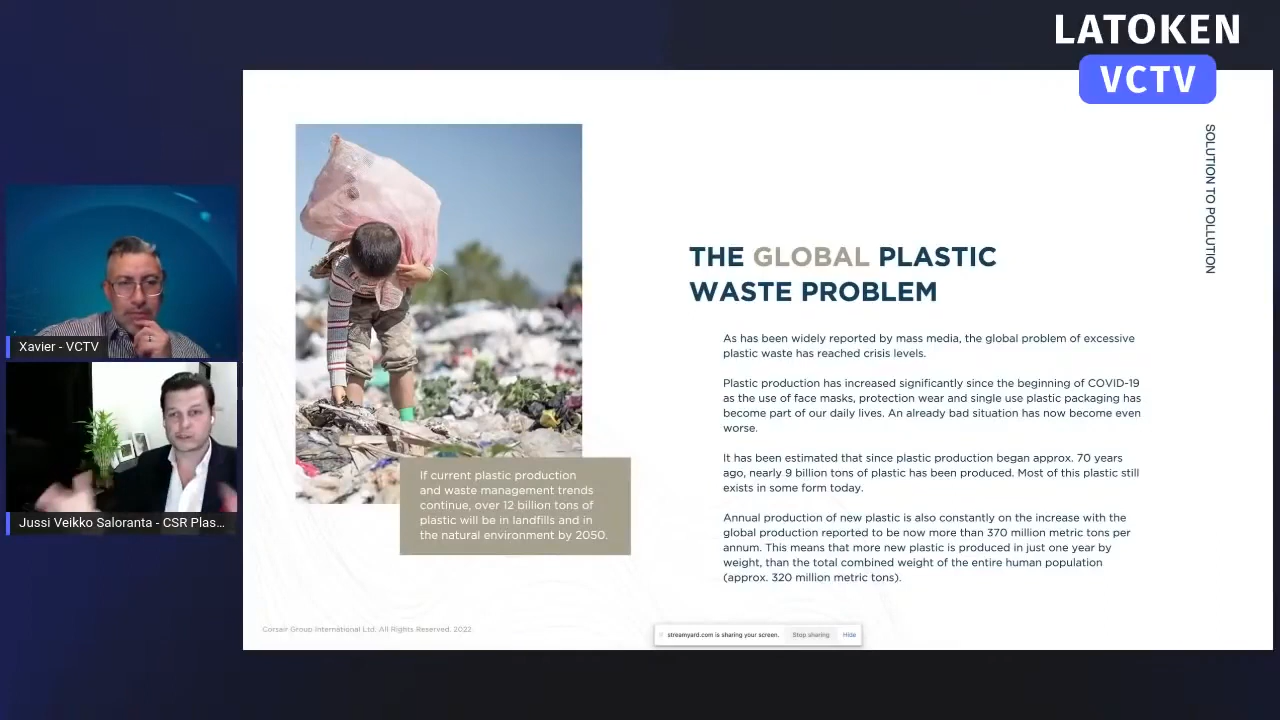 LATOKEN
VCTV
SOLUTION TO POLLUTION
THE GLOBAL PLASTIC
WASTE PROBLEM
As has been widely reported by mass media, the global problem of excessive
plastic waste has reached crisis levels.
Plastic production has increased significantly since the beginning of COVID-19
as the use of face masks, protection wear and single use plastic packaging has
become part of our daily lives. An already bad situation has now become even
worse.
It has been estimated that since plastic production began approx. 70 years
ago, nearly 9 billion tons of plastic has been produced. Most of this plastic still
exists in some form today.
Annual production of new plastic is also constantly on the increase with the
global production reported to be now more than 370 million metric tons per
annum. This means that more new plastic is produced in just one year by
weight, than the total combined weight of the entire human population
(approx. 320 million metric tons).
If current plastic production
and waste management trends
continue, over 12 billion tons of
plastic will be in landfills and in
the natural environment by 2050.
Xavier - VCTV
Jussi Veikko Saloranta - CSR Plas...
Corsair Group International Ltd. All Rights Reserved. 2022
streamyard.com is sharing your screen.
Stop sharing
Hide